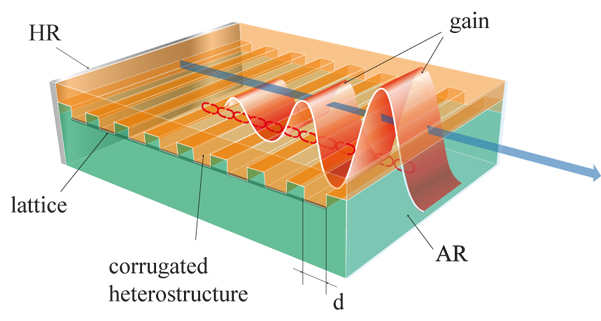 HR
gain
lattice
corrugated
heterostructure
d
AR